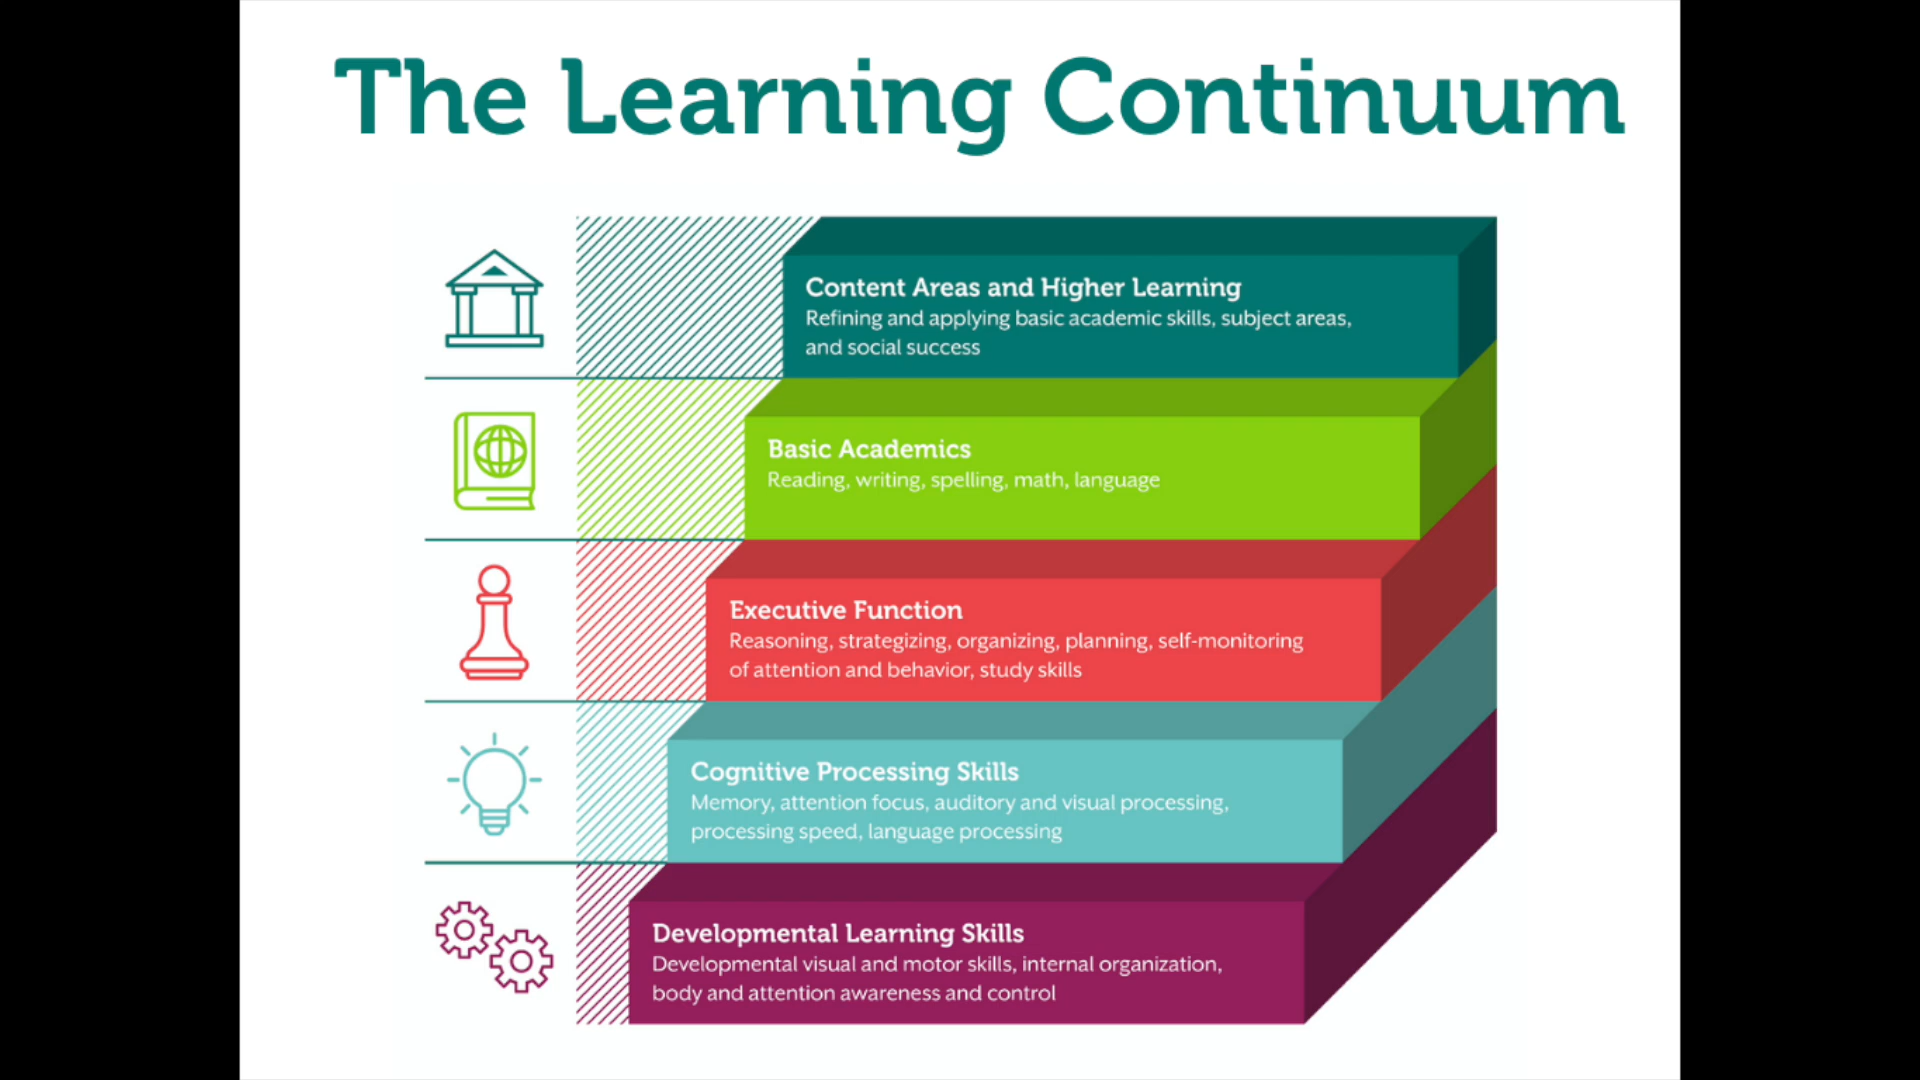 The Learning Continuum
Content Areas and Higher Learning
Refining and applying basic academic skills, subject areas,
and social success
Basic Academics
Reading, writing, spelling, math, language
Executive Function
Reasoning, strategizing, organizing, planning, self-monitoring
of attention and behavior, study skills
Cognitive Processing Skills
Memory, attention focus, auditory and visual processing,
processing speed, language processing
Developmental Learning Skills
Developmental visual and motor skills, internal organization,
body and attention awareness and control